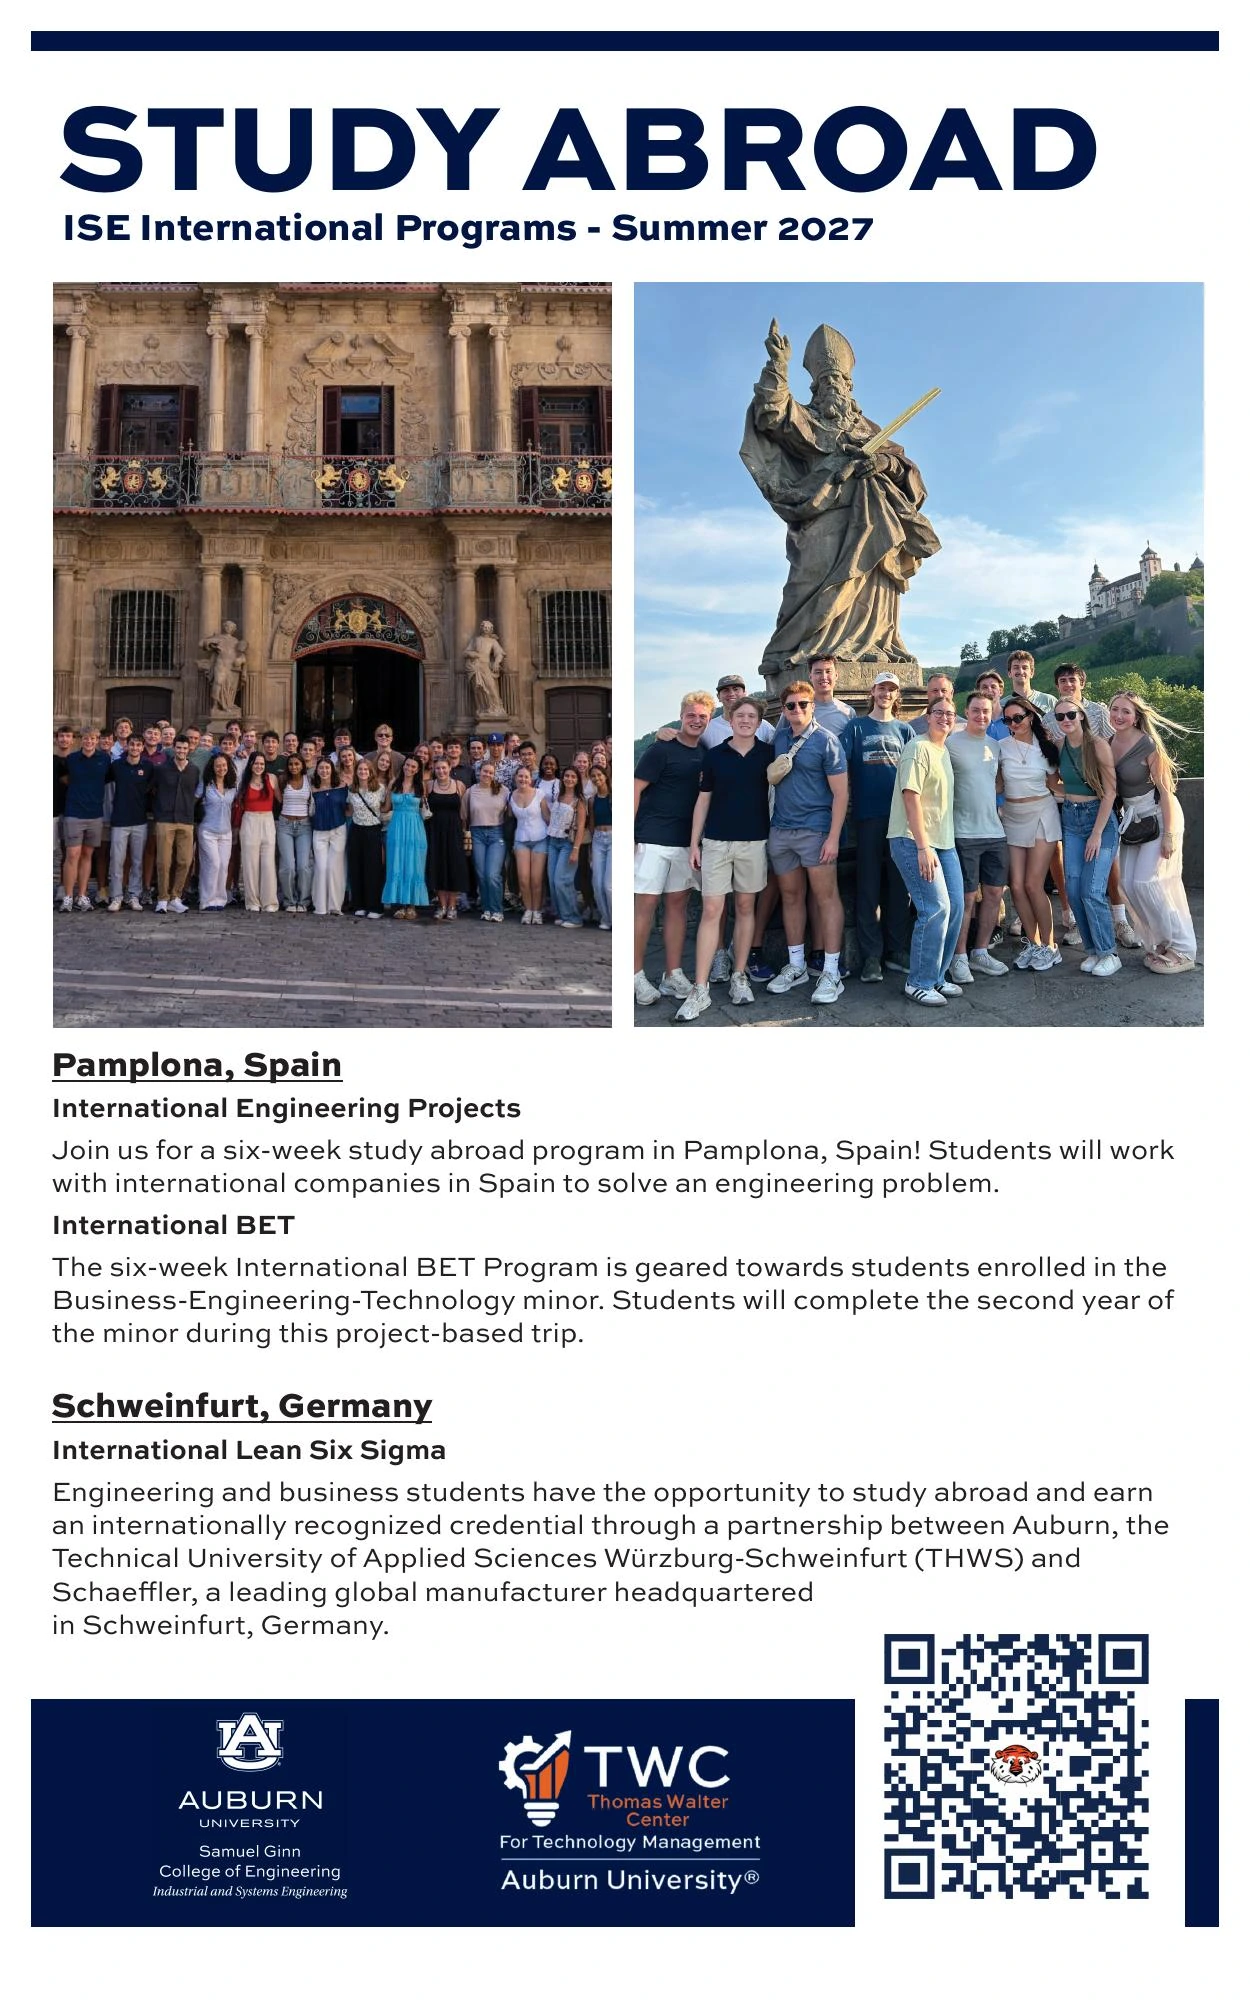 STUDY ABROAD
ISE International Programs - Summer 2027
Pamplona, Spain
International Engineering Projects
Join us for a six-week study abroad program in Pamplona, Spain! Students will work
with international companies in Spain to solve an engineering problem.
International BET
The six-week International BET Program is geared towards students enrolled in the
Business-Engineering-Technology minor. Students will complete the second year of
the minor during this project-based trip.
Schweinfurt, Germany
International Lean Six Sigma
Engineering and business students have the opportunity to study abroad and earn
an internationally recognized credential through a partnership between Auburn, the
Technical University of Applied Sciences Würzburg-Schweinfurt (THWS) and
Schaeffler, a leading global manufacturer headquartered
in Schweinfurt, Germany.
AU
AUBURN
UNIVERSITY
Samuel Ginn
College of Engineering
Industrial and Systems Engineering
TWC
Thomas Walter
Center
For Technology Management
Auburn University®